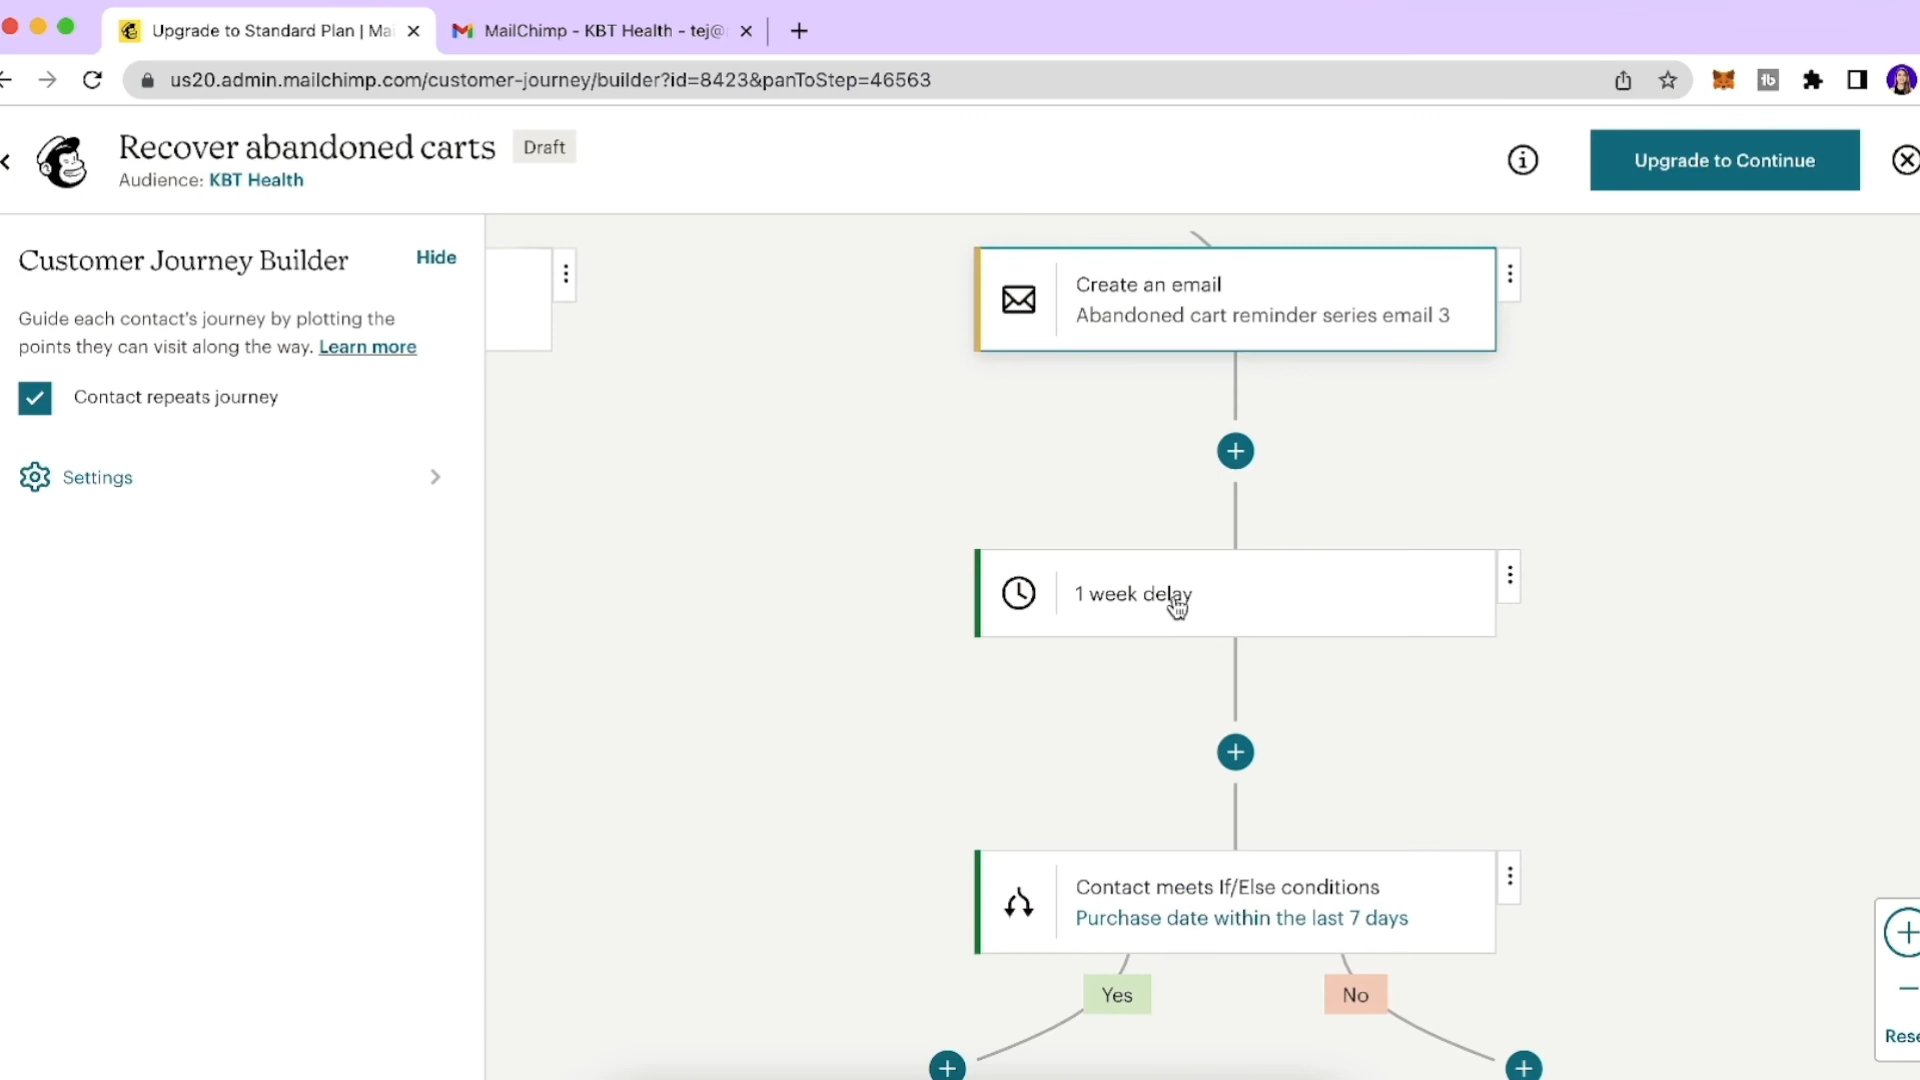 Upgrade to Standard Plan | Mai
MailChimp - KBT Health - tej@
us20.admin.mailchimp.com/customer-journey/builder?id=8423&panToStep=46563
Recover abandoned carts
Draft
Audience: KBT Health
Upgrade to Continue
Customer Journey Builder
Hide
Guide each contact's journey by plotting the
points they can visit along the way. Learn more
Contact repeats journey
Settings
Create an email
Abandoned cart reminder series email 3
1 week delay
Contact meets If/Else conditions
Purchase date within the last 7 days
Yes
No
Rese